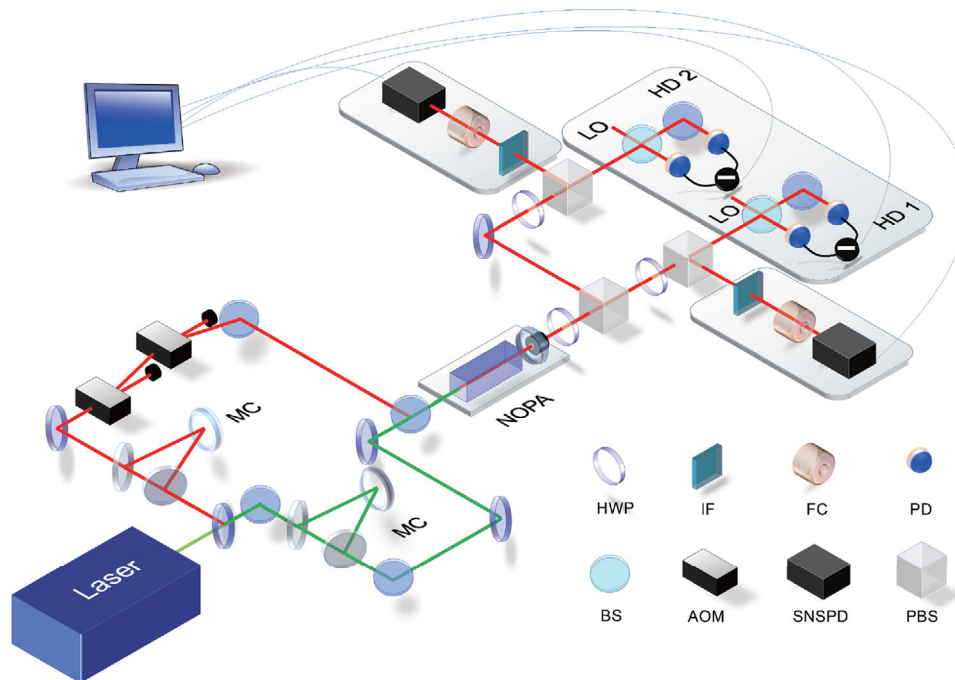 HD 2
LO
LO
HD 1
MC
NOPA
MC
Laser
HWP
IF
FC
PD
BS
AOM
SNSPD
PBS